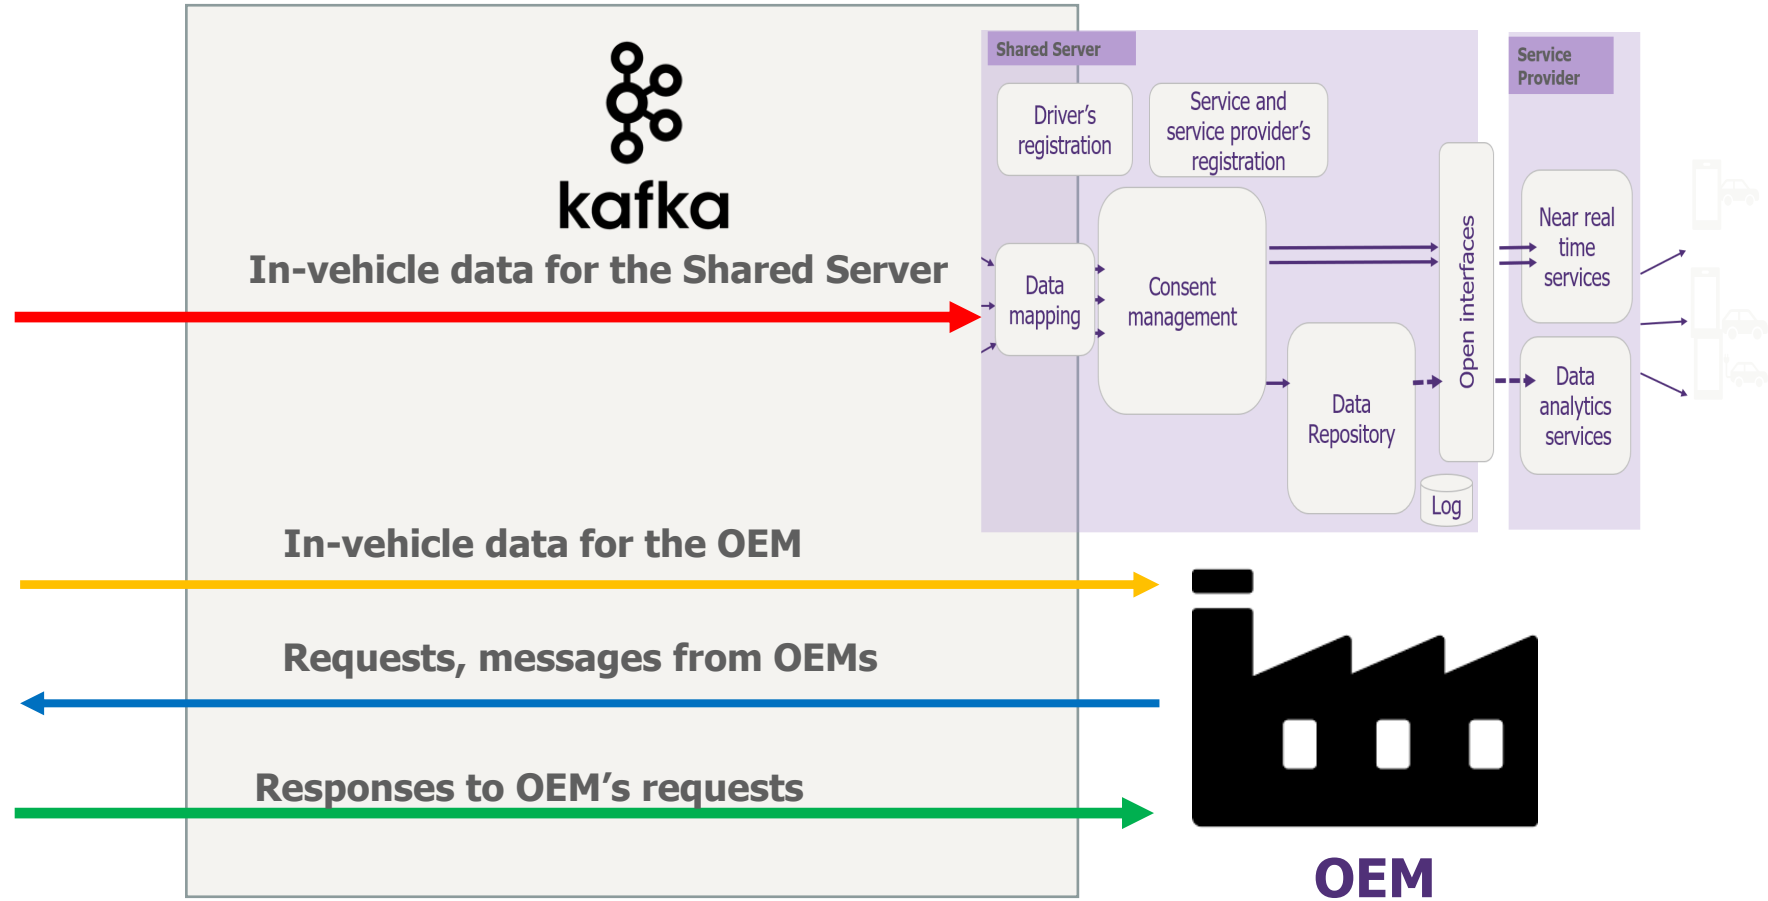 kafka
In-vehicle data for the Shared Server
In-vehicle data for the OEM
Requests, messages from OEMs
Responses to OEM’s requests
Shared Server
Driver’s
registration
Service and
service provider’s
registration
Data
mapping
Consent
management
Data
Repository
Log
Open interfaces
Service
Provider
Near real
time
services
Data
analytics
services
OEM